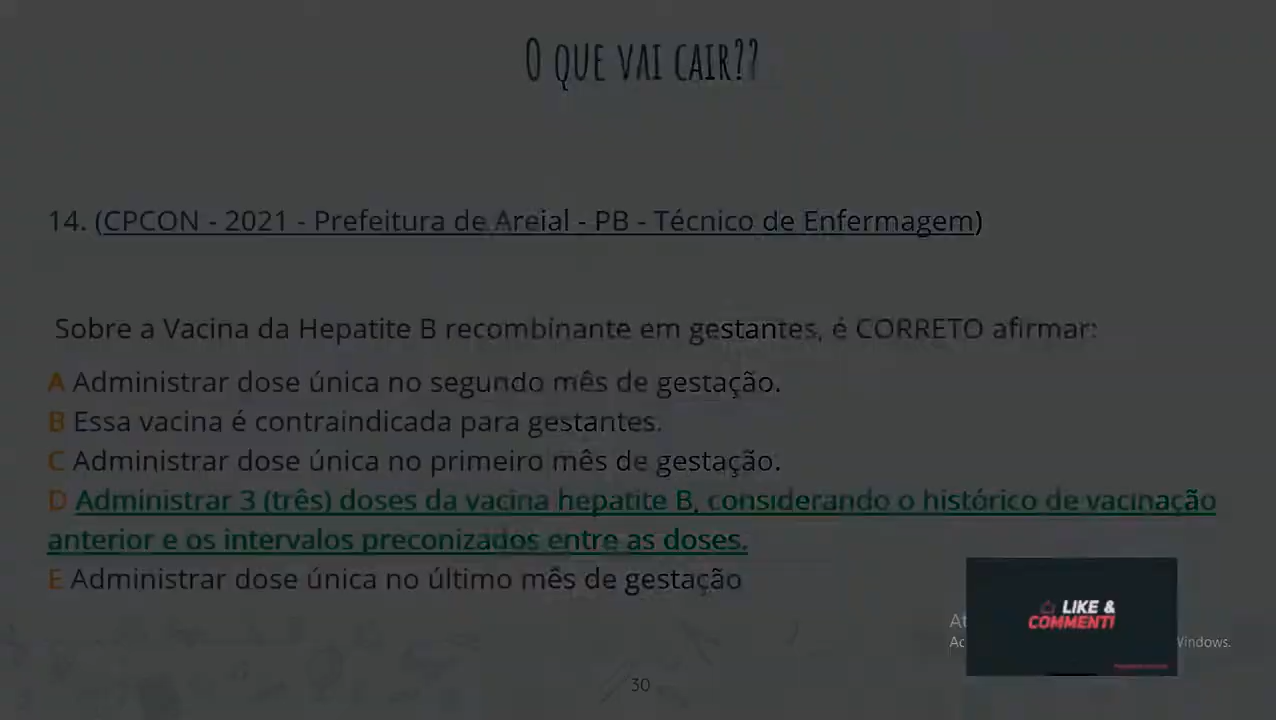 O QUE VAI CAIR??
14. (CPCON - 2021 - Prefeitura de Areial - PB - Técnico de Enfermagem)
Sobre a Vacina da Hepatite B recombinante em gestantes, é CORRETO afirmar:
A Administrar dose única no segundo mês de gestação.
B Essa vacina é contraindicada para gestantes.
C Administrar dose única no primeiro mês de gestação.
D Administrar 3 (três) doses da vacina hepatite B, considerando o histórico de vacinação
anterior e os intervalos preconizados entre as doses.
E Administrar dose única no último mês de gestação
LIKE &
COMMENT!
Windows.
30